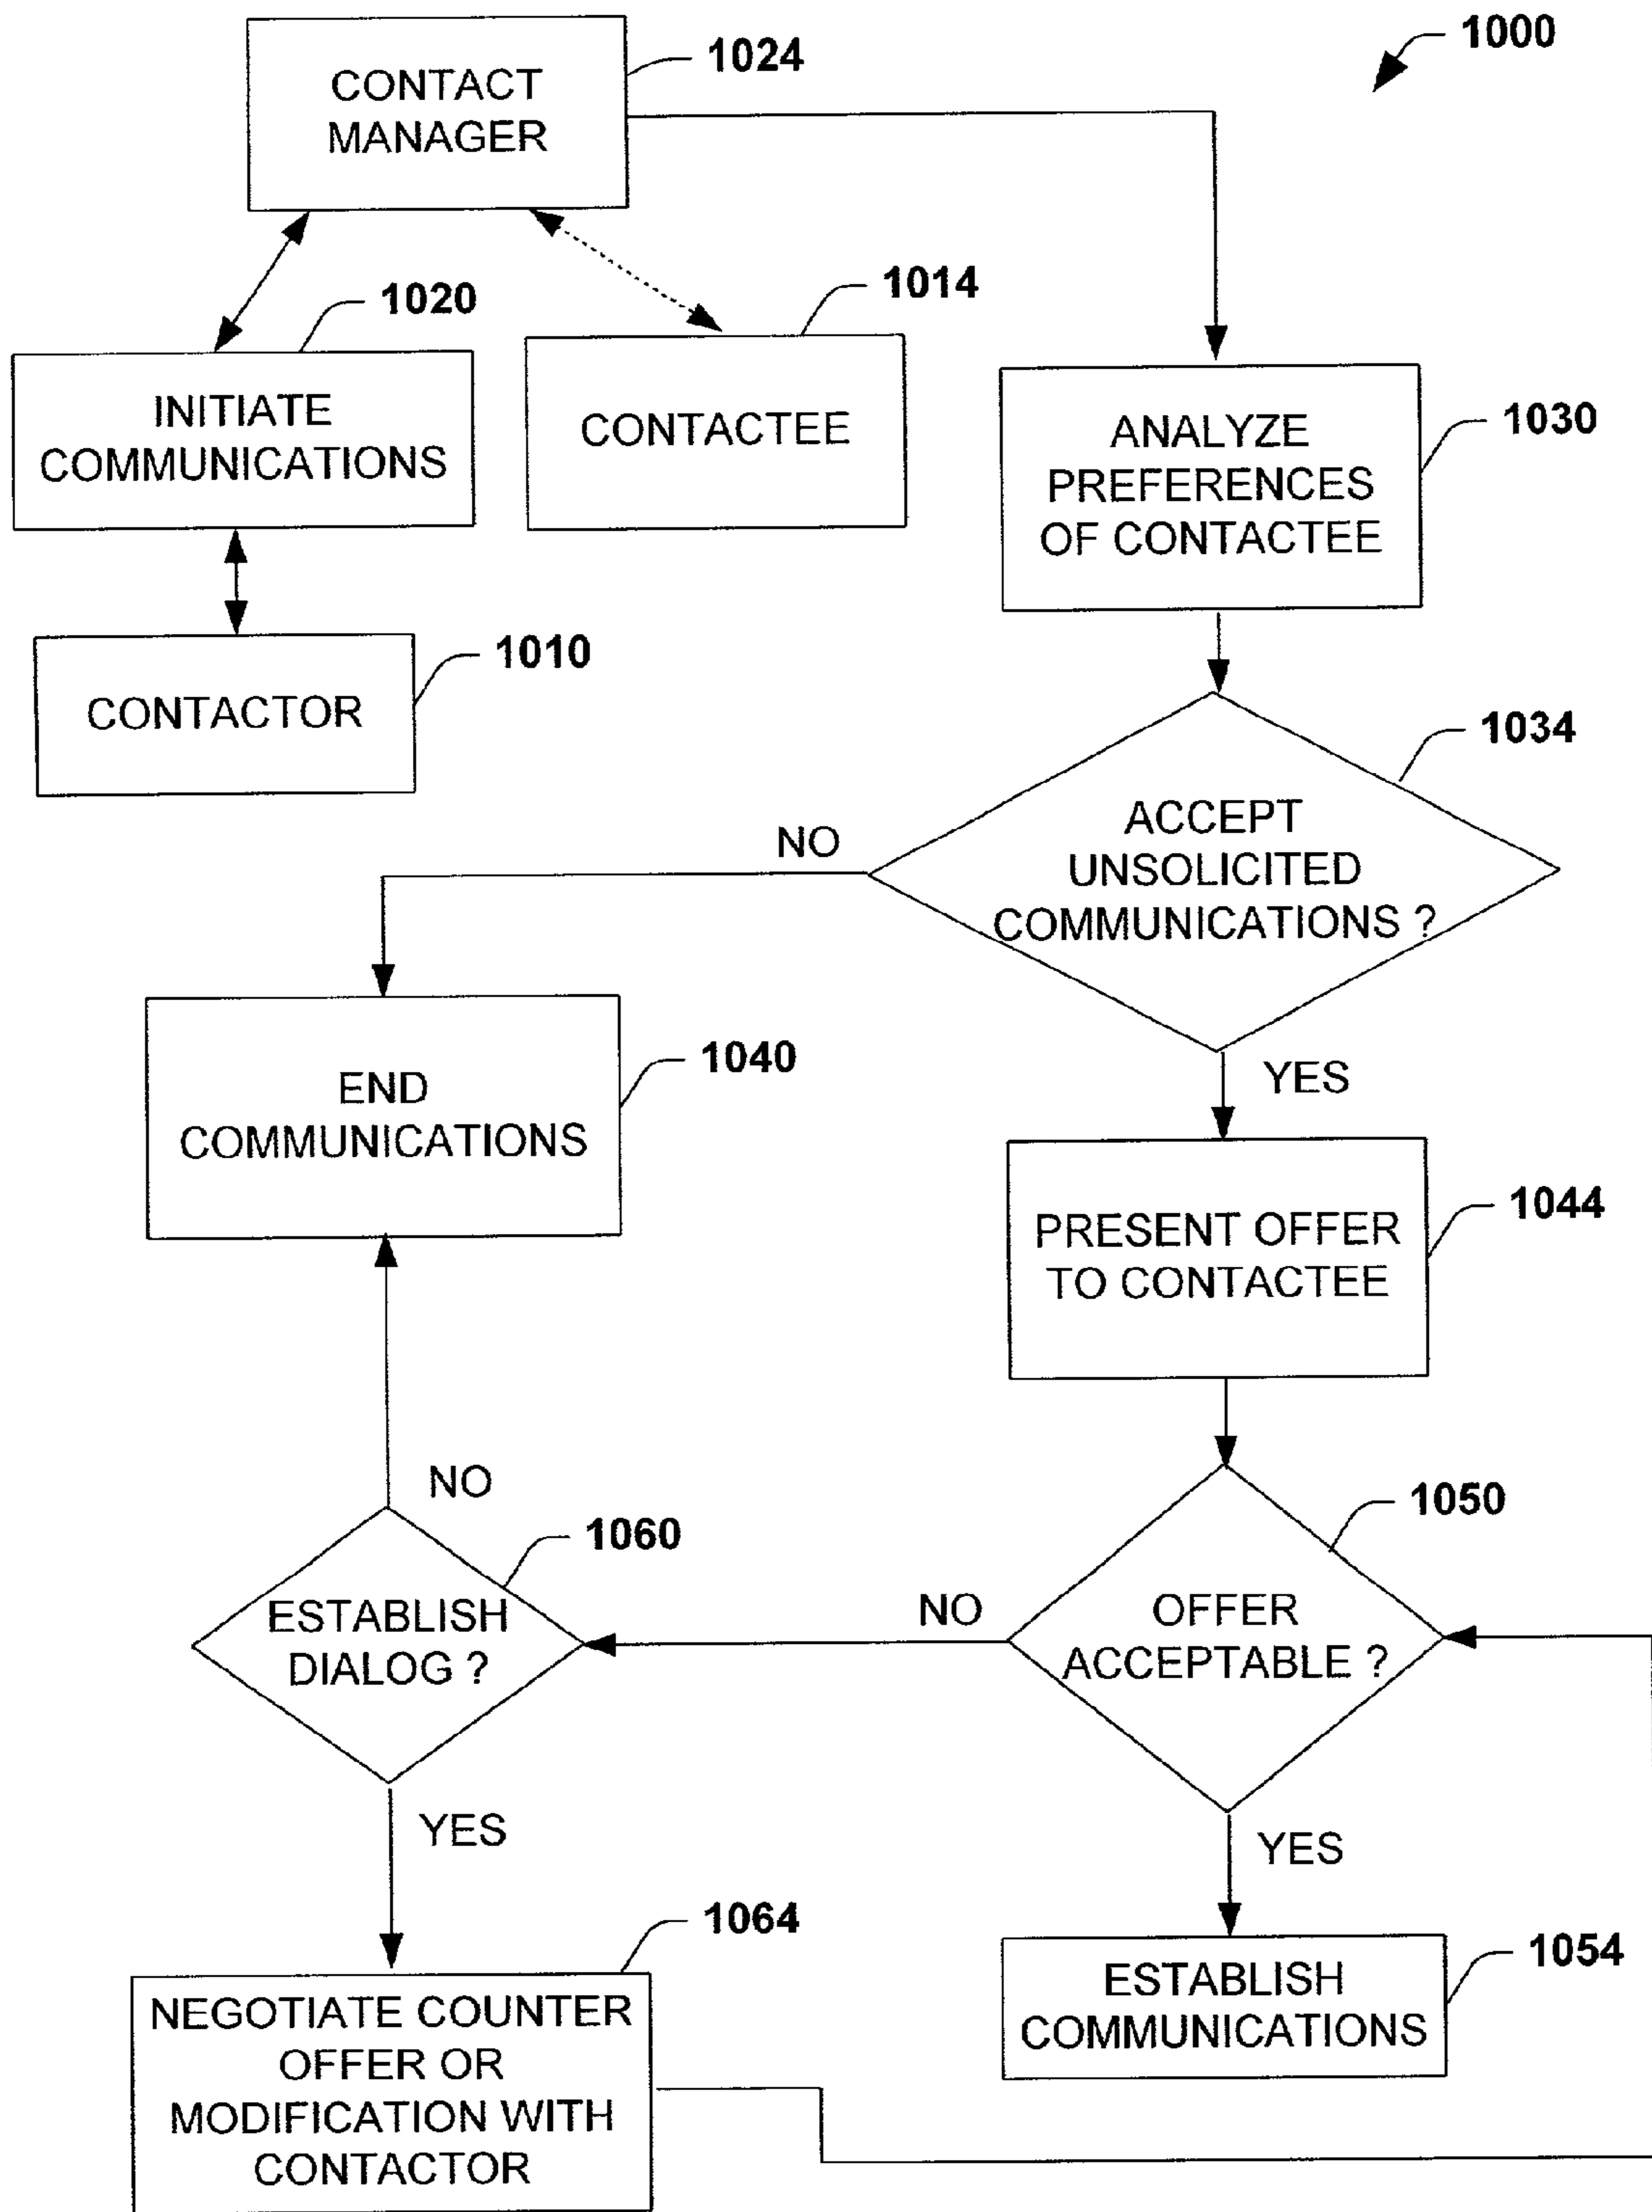 1000
CONTACT
MANAGER
1024
INITIATE
COMMUNICATIONS
1020
CONTACTEE
1014
CONTACTOR
1010
ANALYZE
PREFERENCES
OF CONTACTEE
1030
ACCEPT
UNSOLICITED
COMMUNICATIONS ?
1034
NO
YES
END
COMMUNICATIONS
1040
PRESENT OFFER
TO CONTACTEE
1044
OFFER
ACCEPTABLE ?
1050
NO
YES
ESTABLISH
DIALOG ?
1060
NO
YES
ESTABLISH
COMMUNICATIONS
1054
NEGOTIATE COUNTER
OFFER OR
MODIFICATION WITH
CONTACTOR
1064